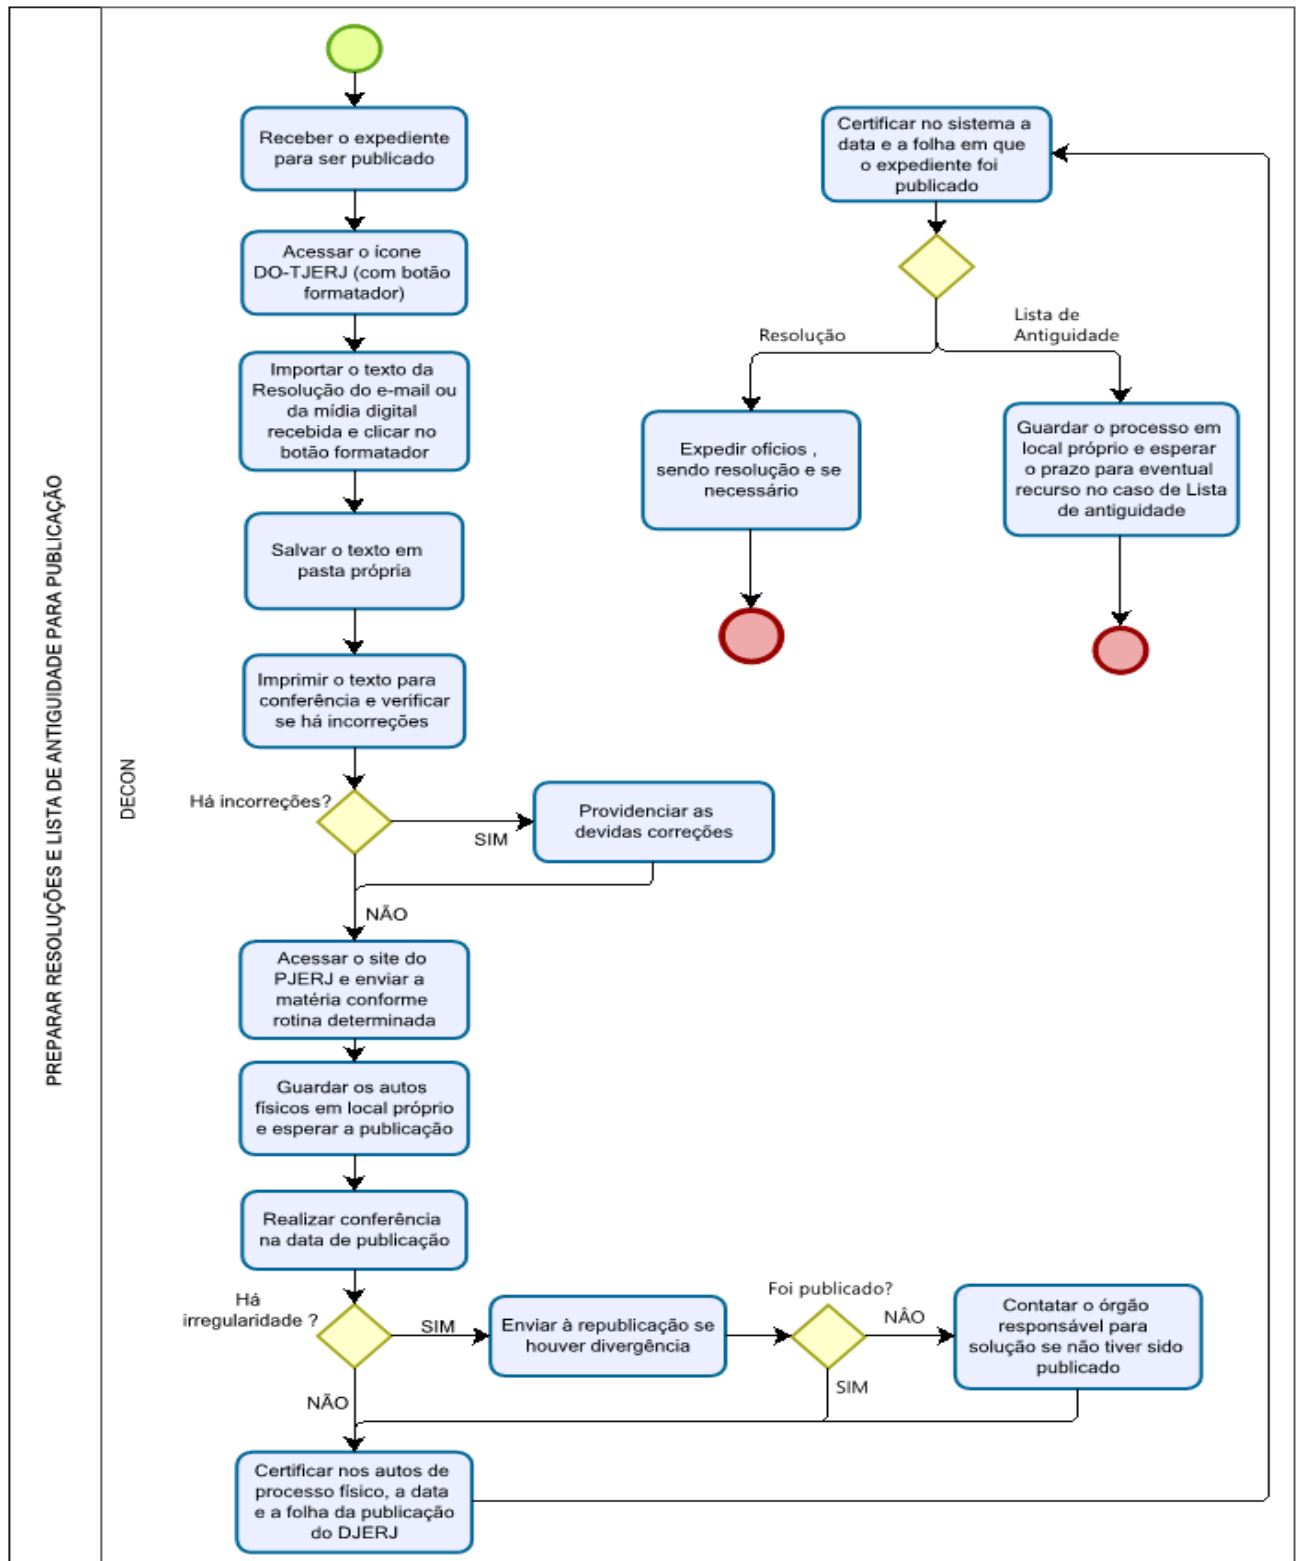 PREPARAR RESOLUÇÕES E LISTA DE ANTIGUIDADE PARA PUBLICAÇÃO
DECON
Receber o expediente
para ser publicado
Acessar o ícone
DO-TJERJ (com botão
formatador)
Importar o texto da
Resolução do e-mail ou
da mídia digital
recebida e clicar no
botão formatador
Salvar o texto em
pasta própria
Imprimir o texto para
conferência e verificar
se há incorreções
Há incorreções?
SIM
Providenciar as
devidas correções
NÃO
Acessar o site do
PJERJ e enviar a
matéria conforme
rotina determinada
Guardar os autos
físicos em local próprio
e esperar a publicação
Realizar conferência
na data de publicação
Há
irregularidade ?
SIM
Enviar à republicação se
houver divergência
Foi publicado?
NÂO
Contatar o órgão
responsável para
solução se não tiver sido
publicado
SIM
NÃO
Certificar nos autos de
processo físico, a data
e a folha da publicação
do DJERJ
Certificar no sistema a
data e a folha em que
o expediente foi
publicado
Resolução
Lista de
Antiguidade
Expedir ofícios ,
sendo resolução e se
necessário
Guardar o processo em
local próprio e esperar
o prazo para eventual
recurso no caso de Lista
de antiguidade